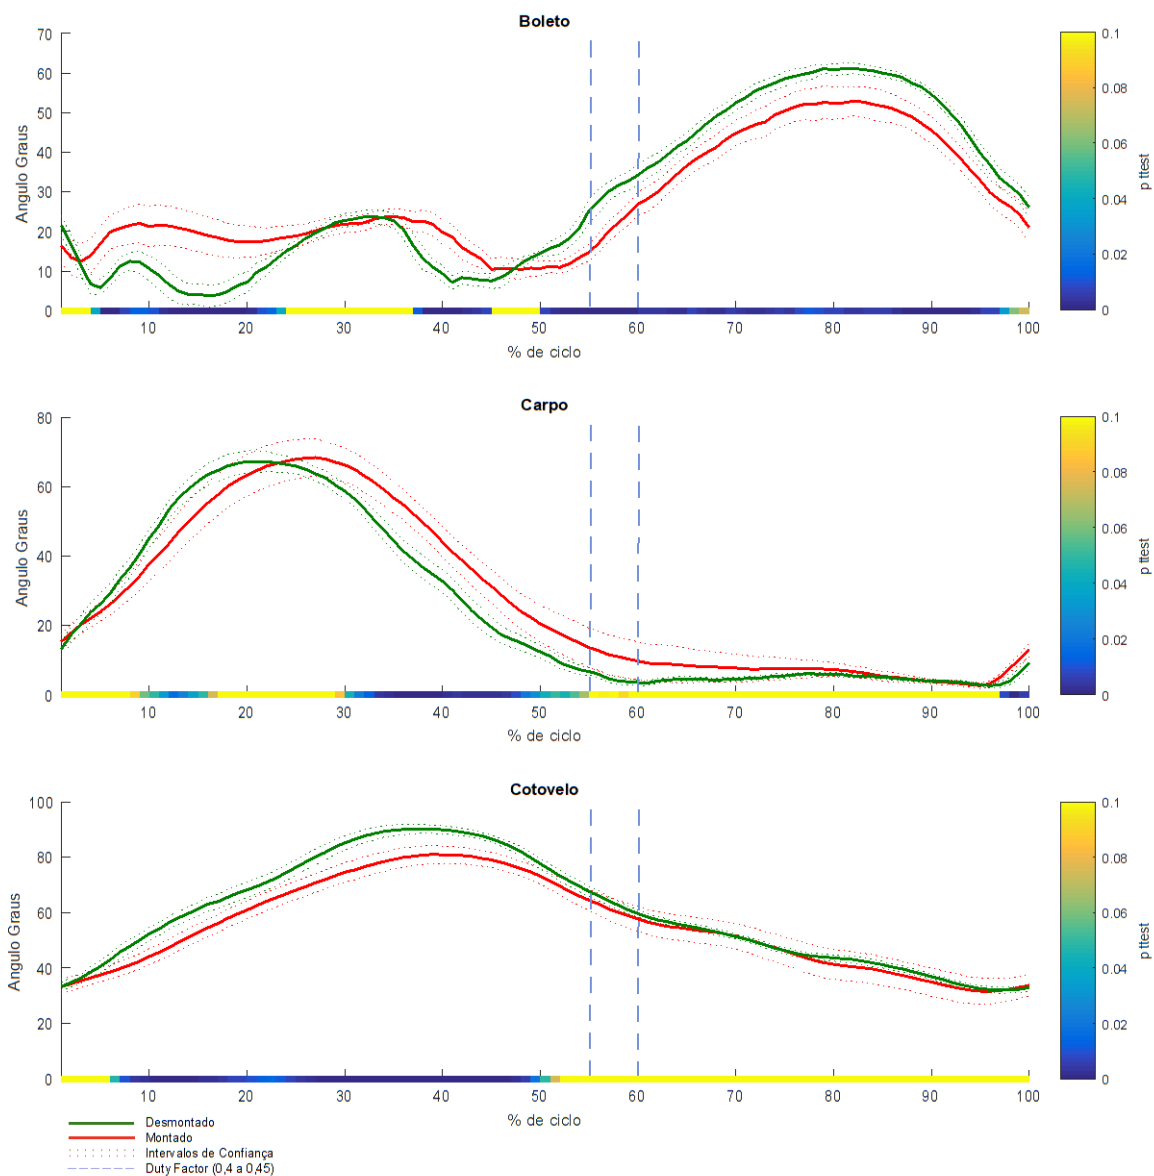 Boleto
70
60
50
40
30
20
10
0
Angulo Graus
10 20 30 40 50 60 70 80 90 100
% de ciclo
0.1
0.08
0.06
0.04
0.02
0
p ttest
Carpo
80
60
40
20
0
Angulo Graus
10 20 30 40 50 60 70 80 90 100
% de ciclo
0.1
0.08
0.06
0.04
0.02
0
p ttest
Cotovelo
100
80
60
40
20
0
Angulo Graus
10 20 30 40 50 60 70 80 90 100
% de ciclo
0.1
0.08
0.06
0.04
0.02
0
p ttest
Desmontado
Montado
Intervalos de Confiança
Duty Factor (0,4 a 0,45)